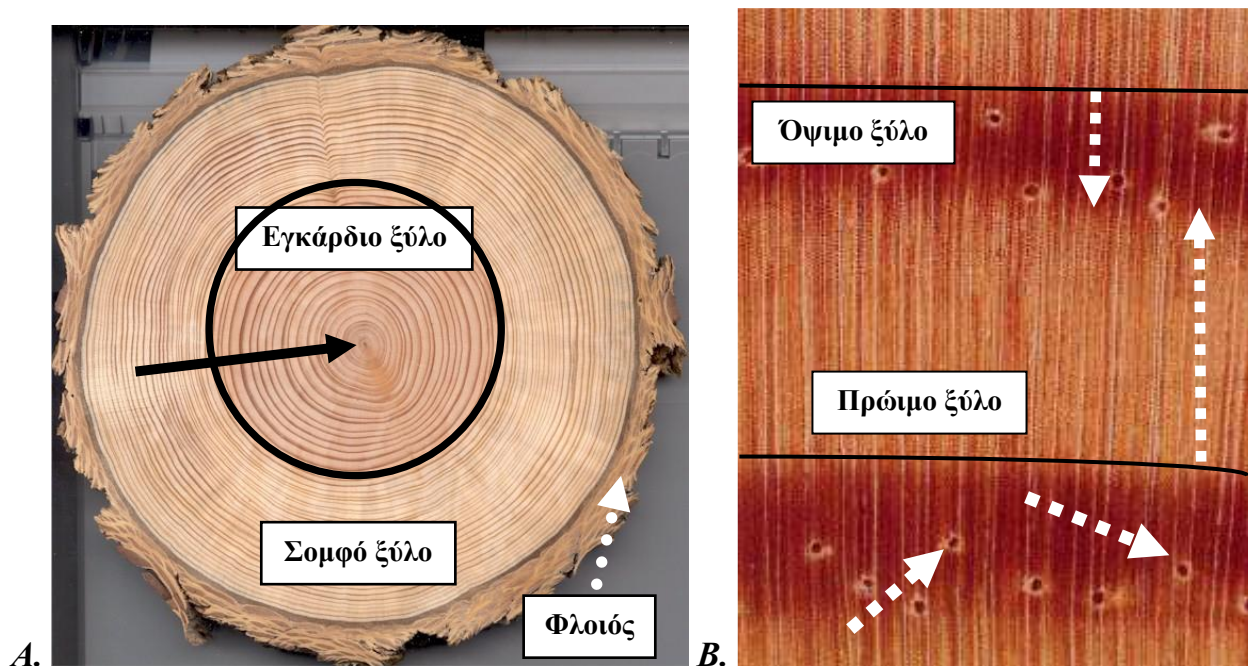 Εγκάρδιο ξύλο
Σομφό ξύλο
Φλοιός
Α.
Όψιμο ξύλο
Πρώιμο ξύλο
Β.